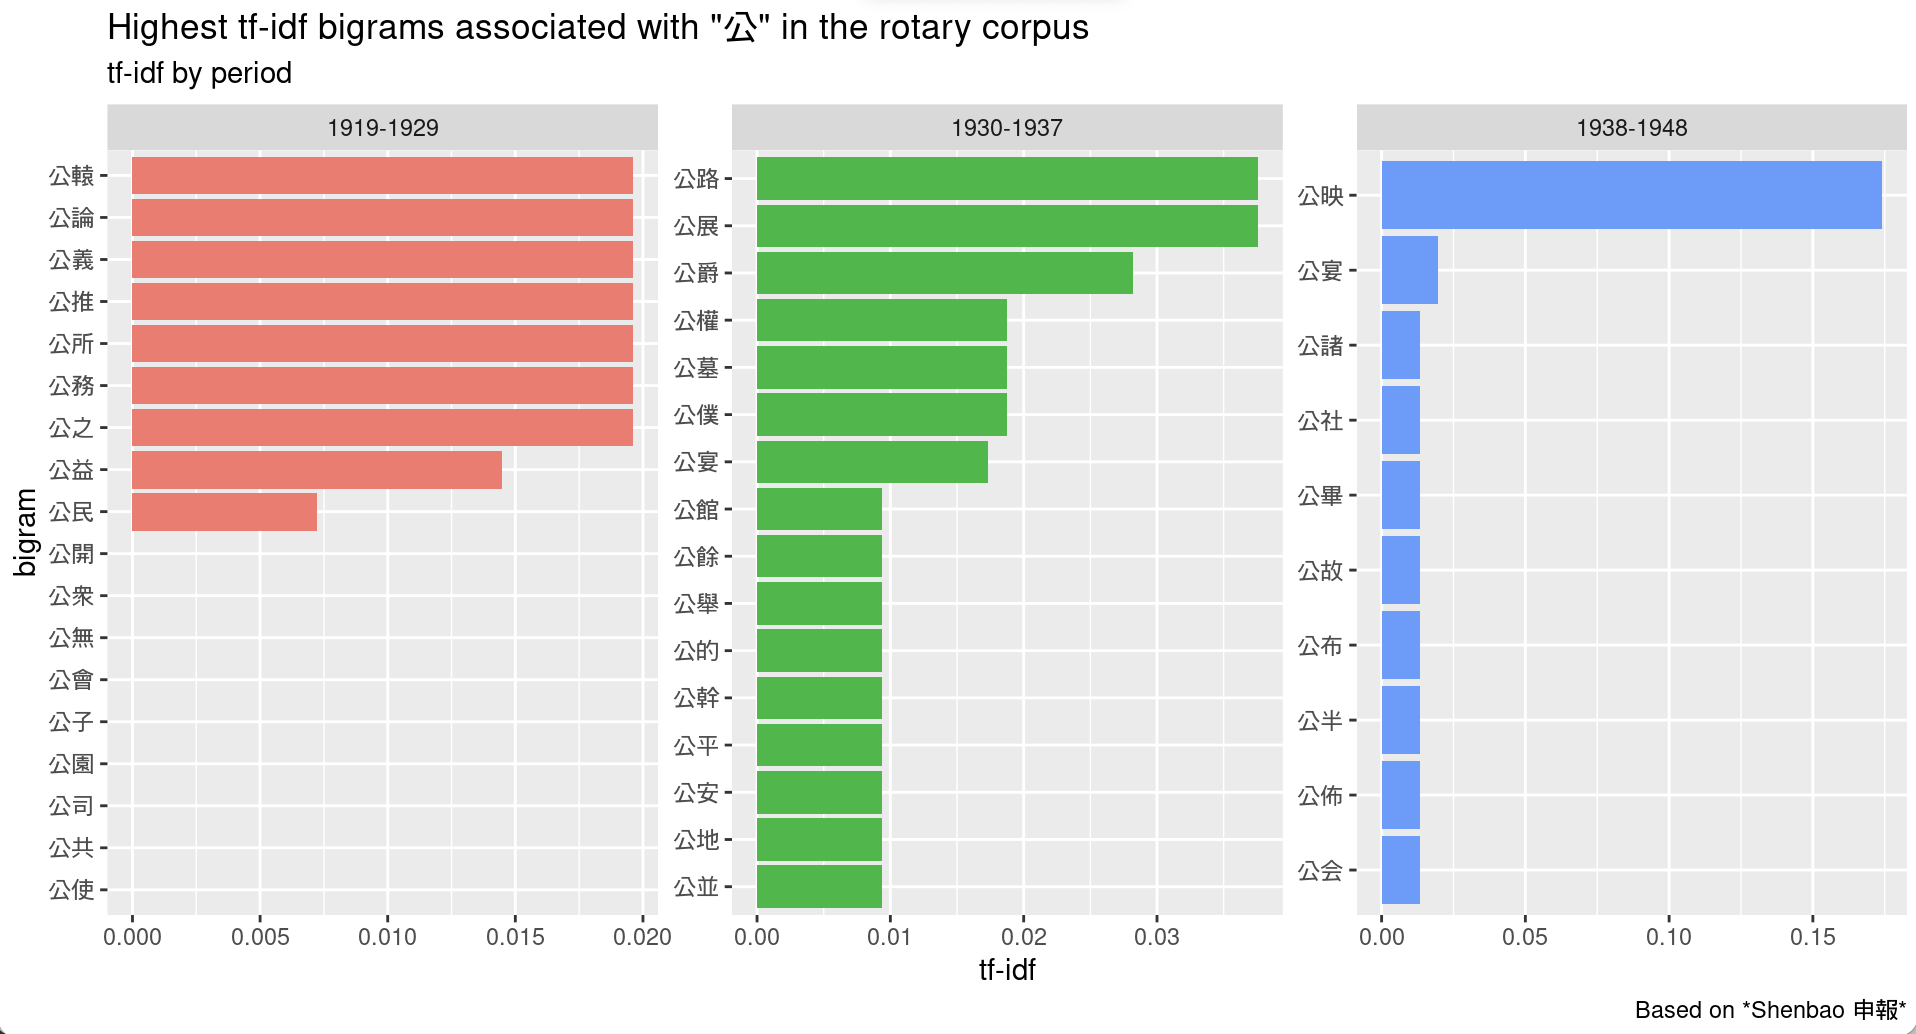 Highest tf-idf bigrams associated with "公" in the rotary corpus
tf-idf by period
1919-1929
公轅
公論
公義
公推
公所
公務
公之
公益
公民
公開
公衆
公無
公會
公子
公園
公司
公共
公使
0.000 0.005 0.010 0.015 0.020
1930-1937
公路
公展
公爵
公權
公墓
公僕
公宴
公館
公餘
公舉
公的
公幹
公平
公安
公地
公並
0.00 0.01 0.02 0.03
1938-1948
公映
公宴
公諸
公社
公畢
公故
公布
公半
公佈
公会
0.00 0.05 0.10 0.15
bigram
tf-idf
Based on *Shenbao 申報*